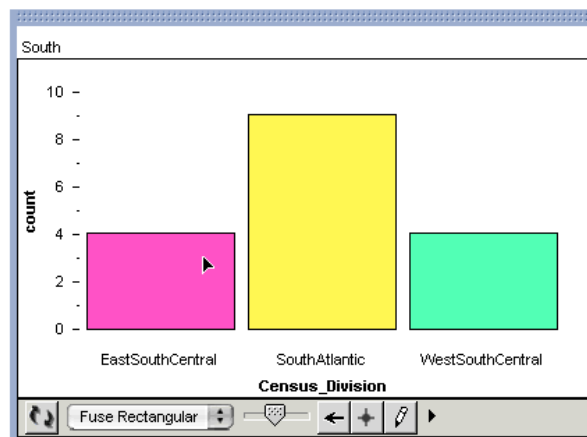 South
10
8
6
4
2
0
count
EastSouthCentral SouthAtlantic WestSouthCentral
Census_Division
Fuse Rectangular